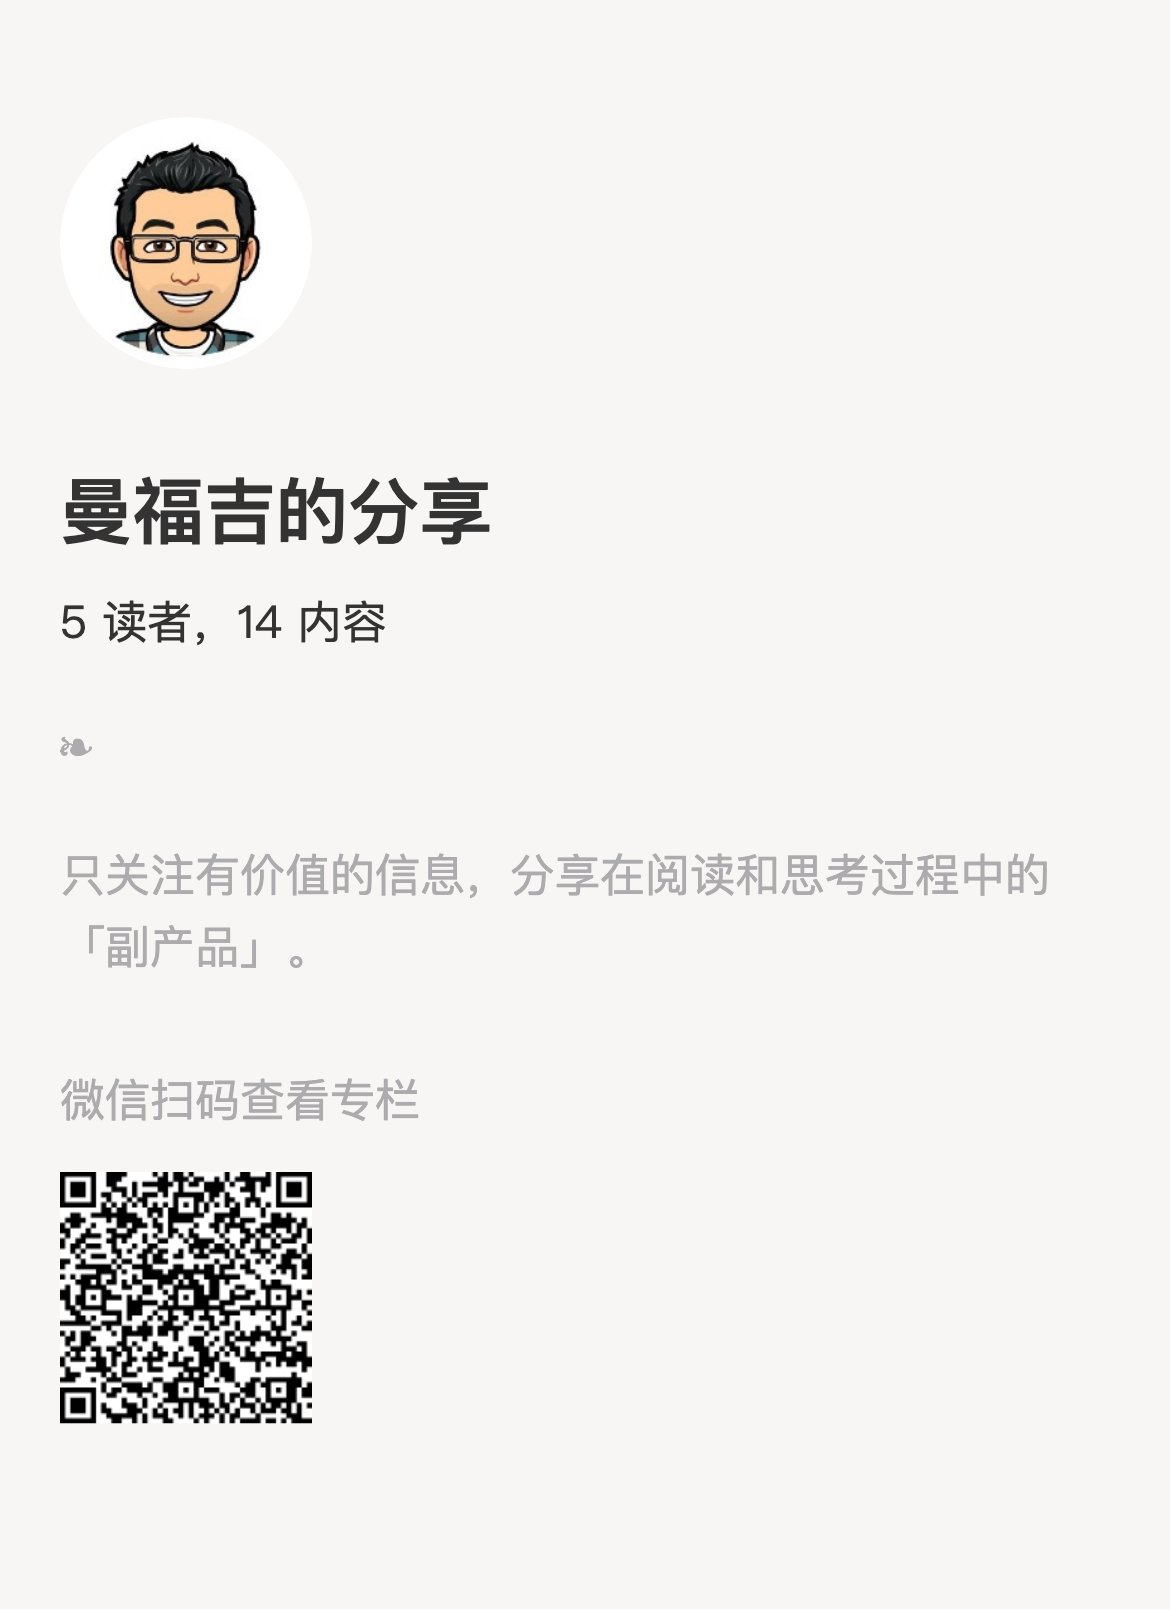 曼福吉的分享
5 读者，14 内容
❧
只关注有价值的信息，分享在阅读和思考过程中的
「副产品」。
微信扫码查看专栏